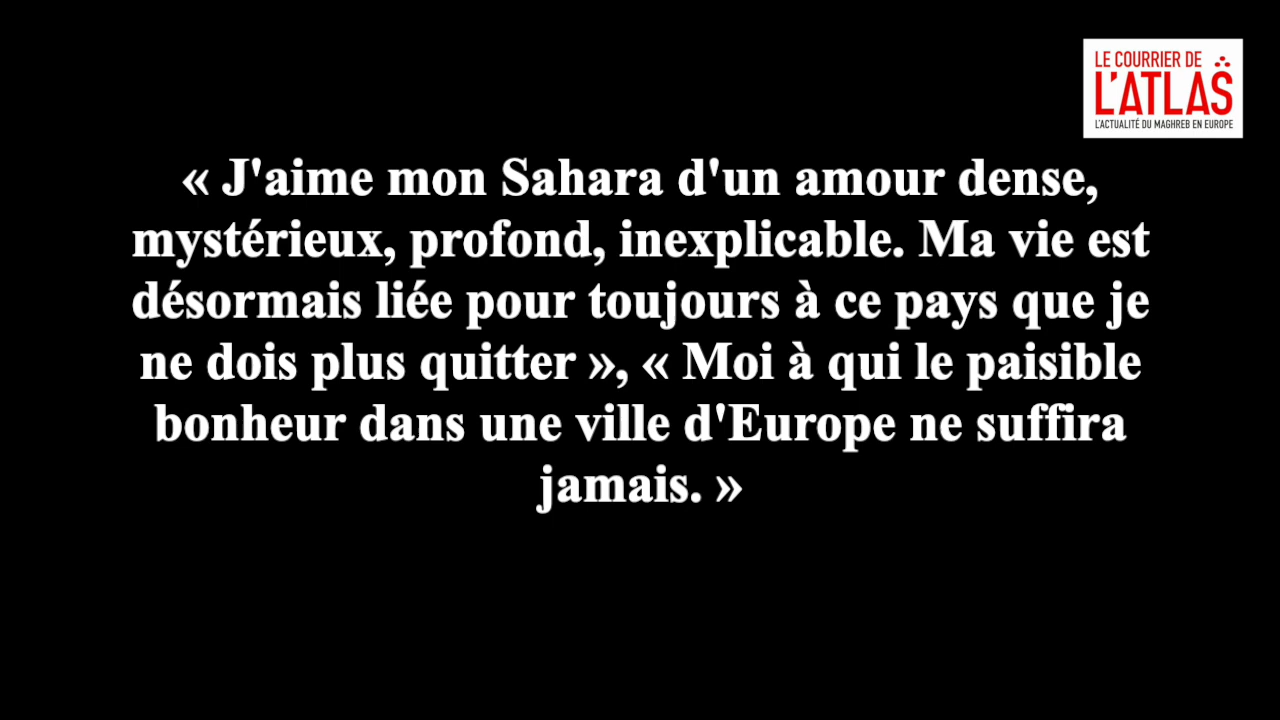 LE COURRIER DE
L'ATLAS
L'ACTUALITÉ DU MAGHREB EN EUROPE
« J'aime mon Sahara d'un amour dense,
mystérieux, profond, inexplicable. Ma vie est
désormais liée pour toujours à ce pays que je
ne dois plus quitter », « Moi à qui le paisible
bonheur dans une ville d'Europe ne suffira
jamais. »